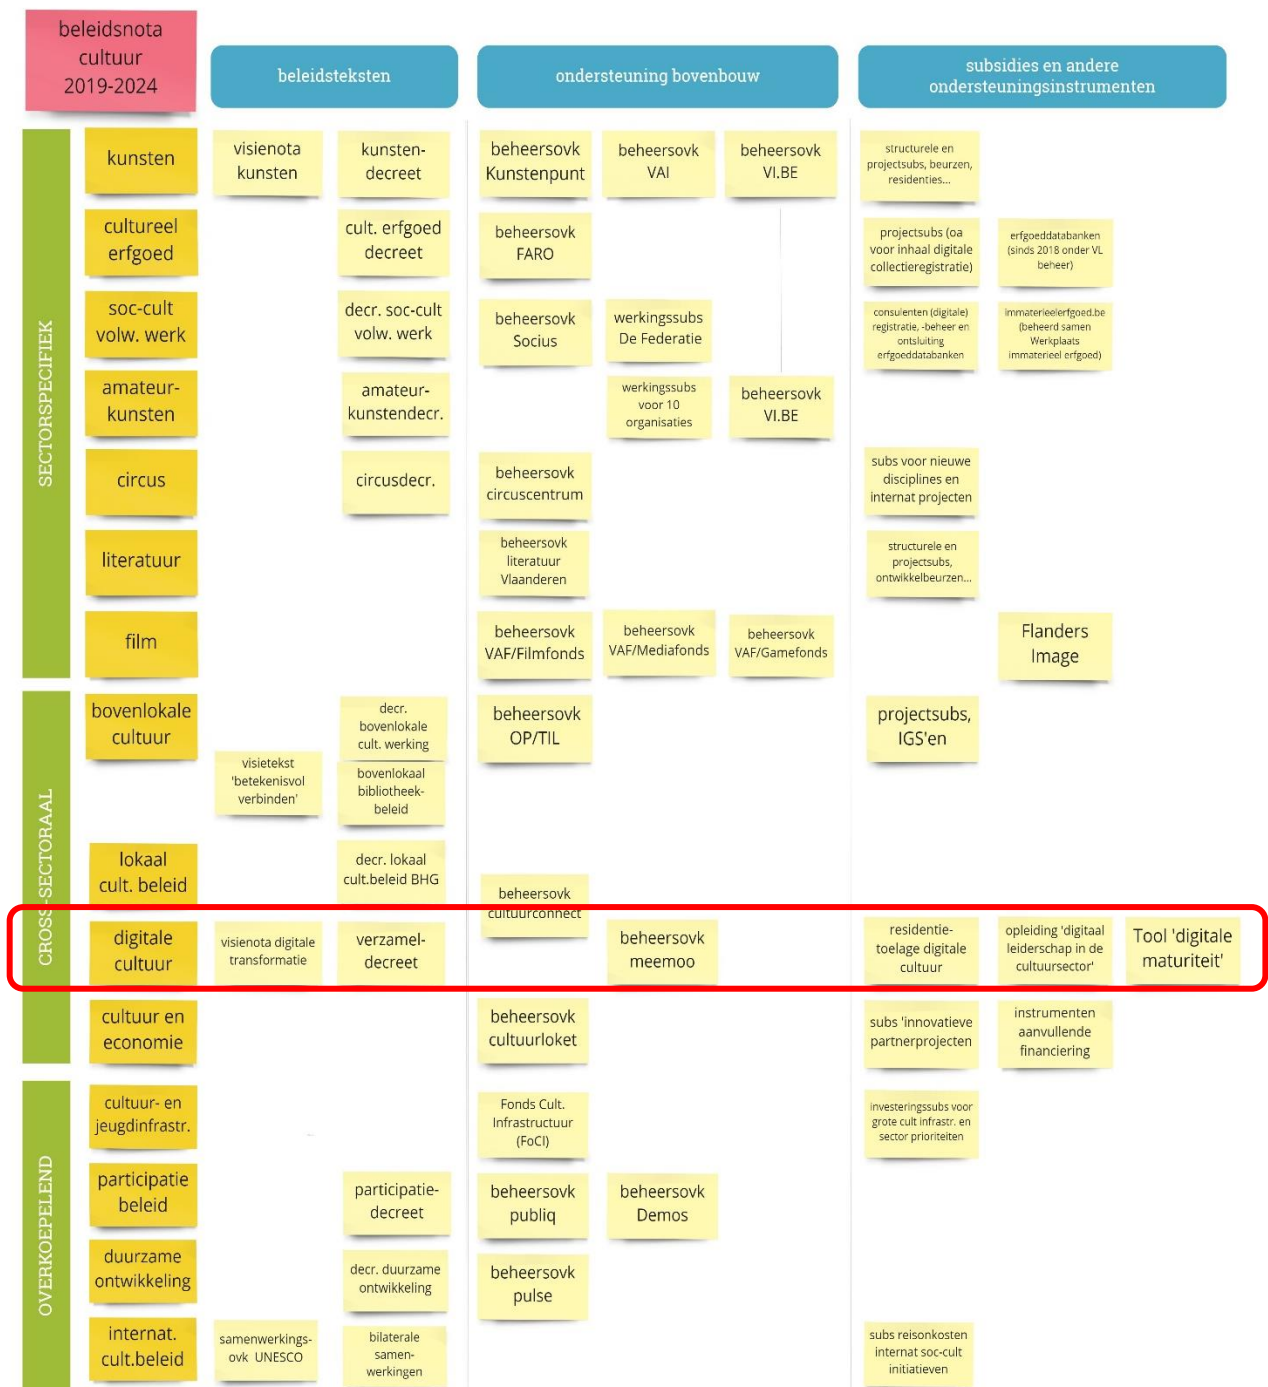 beleidsnota
cultuur
2019-2024
beleidsteksten
ondersteuning bovenbouw
subsidies en andere
ondersteuningsinstrumenten
SECTORSPECIFIEK
kunsten
visienota
kunsten
kunsten-
decreet
beheersovk
Kunstenpunt
beheersovk
VAI
beheersovk
VI.BE
structurele en
projectsubs, beurzen,
residenties...
cultureel
erfgoed
cult. erfgoed
decreet
beheersovk
FARO
projectsubs (oa
voor inhaal digitale
collectieregistratie)
erfgoeddatabanken
(sinds 2018 onder VL
beheer)
soc-cult
volw. werk
decr. soc-cult
volw. werk
beheersovk
Socius
werkingssubs
De Federatie
consulenten (digitale)
registratie, -beheer en
ontsluiting
erfgoeddatabanken
immaterieelerfgoed.be
(beheerd samen
Werkplaats
immaterieel erfgoed)
amateur-
kunsten
amateur-
kunstendecr.
werkingssubs
voor 10
organisaties
beheersovk
VI.BE
circus
circusdecr.
beheersovk
circuscentrum
subs voor nieuwe
disciplines en
internat projecten
literatuur
beheersovk
literatuur
Vlaanderen
structurele en
projectsubs,
ontwikkelbeurzen...
film
beheersovk
VAF/Filmfonds
beheersovk
VAF/Mediafonds
beheersovk
VAF/Gamefonds
Flanders
Image
CROSS-SECTORAAL
bovenlokale
cultuur
decr.
bovenlokale
cult. werking
beheersovk
OP/TIL
projectsubs,
IGS'en
visietekst
'betekenisvol
verbinden'
bovenlokaal
bibliotheek-
beleid
lokaal
cult. beleid
decr. lokaal
cult.beleid BHG
beheersovk
cultuurconnect
digitale
cultuur
visienota digitale
transformatie
verzamel-
decreet
beheersovk
meemoo
residentie-
toelage digitale
cultuur
opleiding 'digitaal
leiderschap in de
cultuursector'
Tool 'digitale
maturiteit'
cultuur en
economie
beheersovk
cultuurloket
subs 'innovatieve
partnerprojecten
instrumenten
aanvullende
financiering
OVERKOEPELEND
cultuur- en
jeugdinfrastr.
Fonds Cult.
Infrastructuur
(FoCI)
investeringssubs voor
grote cult infrastr. en
sector prioriteiten
participatie
beleid
participatie-
decreet
beheersovk
publiq
beheersovk
Demos
duurzame
ontwikkeling
decr. duurzame
ontwikkeling
beheersovk
pulse
internat.
cult.beleid
samenwerkings-
ovk UNESCO
bilaterale
samen-
werkingen
subs reisonkosten
internat soc-cult
initiatieven